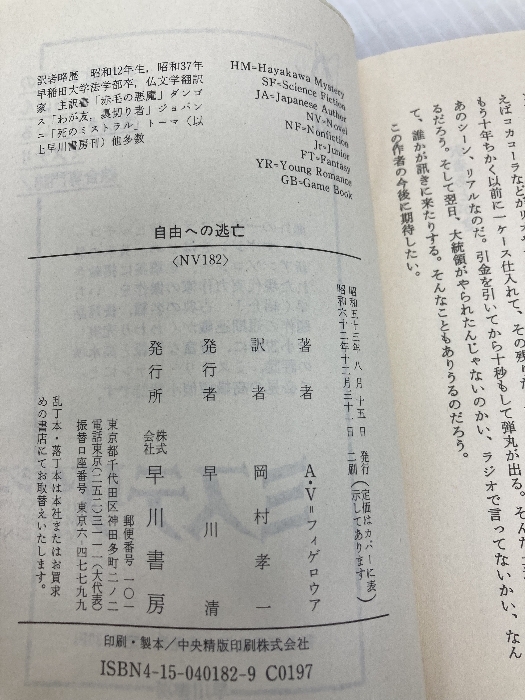 えばコカコーラなどがリオ
もう十年ちかく以前に一ケース仕入れて、その残りた
あのシーン、リアルなのだ。引金を引いてから十秒もして弾丸が出る。そんなこ
るだろう。そして翌日、大統領がやられたんじゃないのかい、ラジオで言ってないかい、なん
て、誰かが訊きに来たりする。そんなこともありうるのだろう。
この作者の今後に期待したい。
訳者略歴 昭和12年生，昭和37年
早稲田大学法学部卒，仏文学翻訳
家 主訳書「赤毛の悪魔」ダンゴ
ス「わが友，裏切り者」ジョバン
ニ「死のミストラル」トーマ（以
上早川書房刊）他多数
HM=Hayakawa Mystery
SF=Science Fiction
JA=Japanese Author
NV=Novel
NF=Nonfiction
Jr=Junior
FT=Fantasy
YR=Young Romance
GB=Game Book
自由への逃亡
〈NV182〉
昭和五十三年 八月十五日 発行
昭和六十二年十二月三十一日 二刷
（定価はカバーに表示してあります）
著者 A・V＝フィゲロウア
訳者 岡村孝一
発行者 早川清
発行所 株式会社 早川書房
郵便番号 一〇一
東京都千代田区神田多町二ノ二
電話東京(二五二)三一一一(大代表)
振替口座番号 東京六-四七七九九
乱丁本・落丁本は本社またはお買求
めの書店にてお取替えいたします。
印刷・製本／中央精版印刷株式会社
ISBN4-15-040182-9 C0197